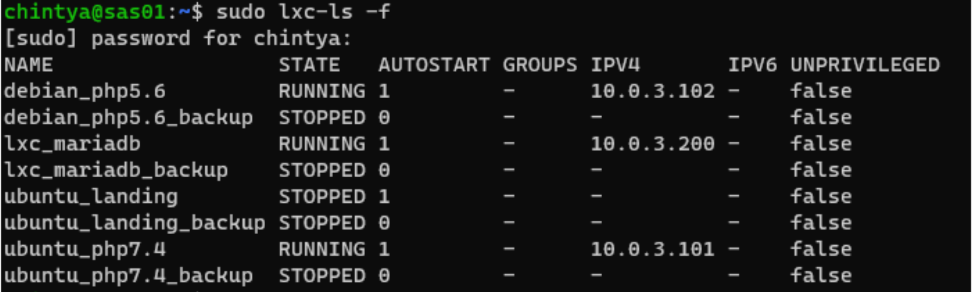 chintya@sas01:~$ sudo lxc-ls -f
[sudo] password for chintya:
NAME STATE AUTOSTART GROUPS IPV4 IPV6 UNPRIVILEGED
debian_php5.6 RUNNING 1 - 10.0.3.102 - false
debian_php5.6_backup STOPPED 0 - - - false
lxc_mariadb RUNNING 1 - 10.0.3.200 - false
lxc_mariadb_backup STOPPED 0 - - - false
ubuntu_landing STOPPED 1 - - - false
ubuntu_landing_backup STOPPED 0 - - - false
ubuntu_php7.4 RUNNING 1 - 10.0.3.101 - false
ubuntu_php7.4_backup STOPPED 0 - - - false